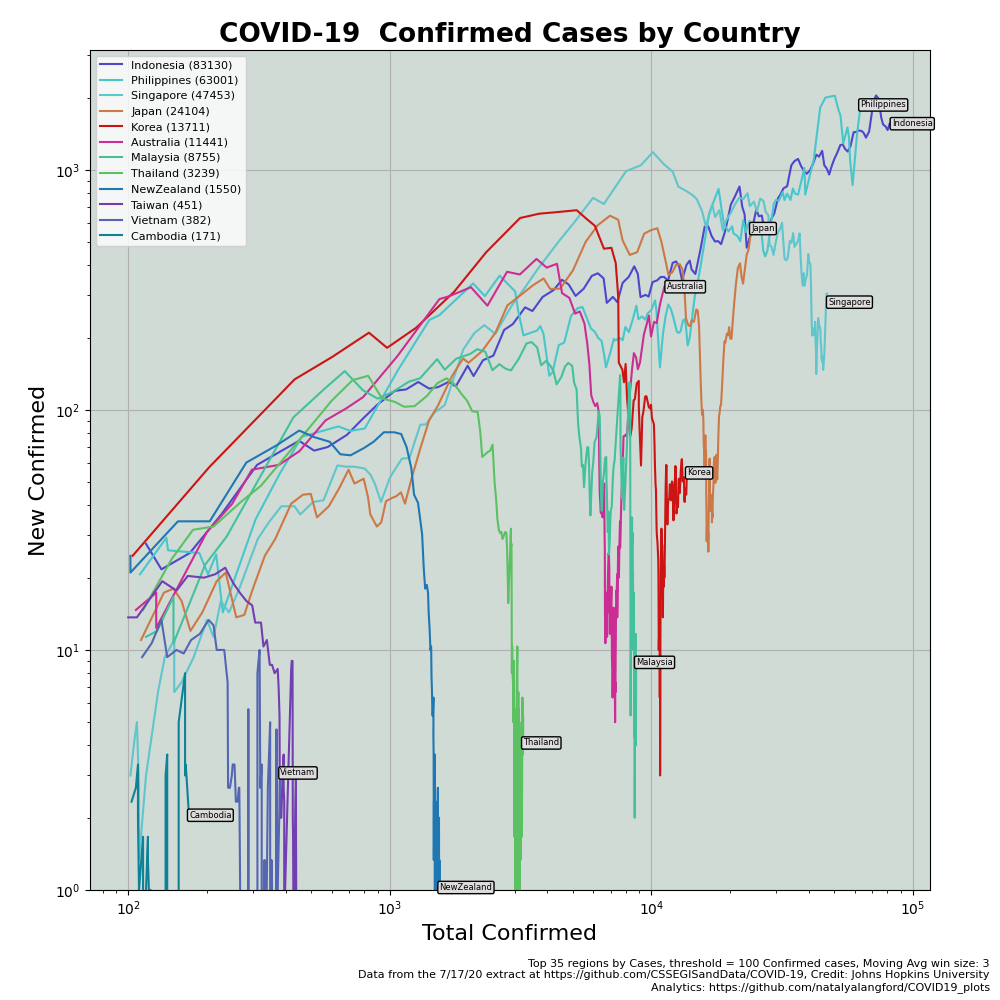 COVID-19  Confirmed Cases by Country
Indonesia (83130)
Philippines (63001)
Singapore (47453)
Japan (24104)
Korea (13711)
Australia (11441)
Malaysia (8755)
Thailand (3239)
NewZealand (1550)
Taiwan (451)
Vietnam (382)
Cambodia (171)
Philippines
Indonesia
Japan
Australia
Singapore
Korea
Malaysia
Thailand
Vietnam
Cambodia
NewZealand
New Confirmed
10³
10²
10¹
10⁰
10²
10³
10⁴
10⁵
Total Confirmed
Top 35 regions by Cases, threshold = 100 Confirmed cases, Moving Avg win size: 3
Data from the 7/17/20 extract at https://github.com/CSSEGISandData/COVID-19, Credit: Johns Hopkins University
Analytics: https://github.com/natalyalangford/COVID19_plots